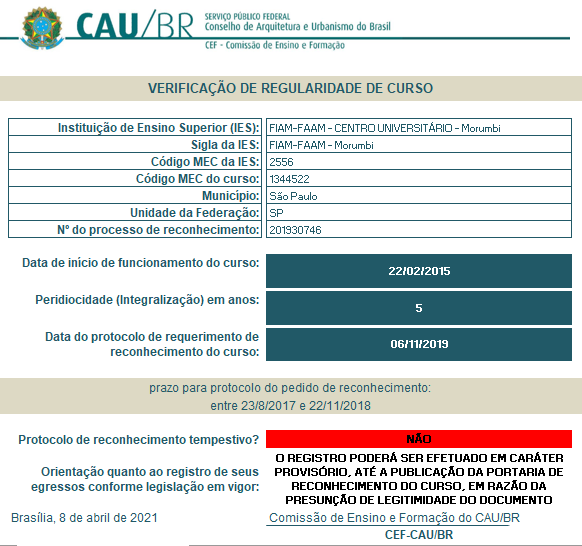 CAU/BR
SERVIÇO PÚBLICO FEDERAL
Conselho de Arquitetura e Urbanismo do Brasil
CEF - Comissão de Ensino e Formação
VERIFICAÇÃO DE REGULARIDADE DE CURSO
Instituição de Ensino Superior (IES): FIAM-FAAM - CENTRO UNIVERSITÁRIO - Morumbi
Sigla da IES: FIAM-FAAM - Morumbi
Código MEC da IES: 2556
Código MEC do curso: 1344522
Município: São Paulo
Unidade da Federação: SP
Nº do processo de reconhecimento: 201930746
Data de início de funcionamento do curso: 22/02/2015
Peridiocidade (Integralização) em anos: 5
Data do protocolo de requerimento de
reconhecimento do curso: 06/11/2019
prazo para protocolo do pedido de reconhecimento:
entre 23/8/2017 e 22/11/2018
Protocolo de reconhecimento tempestivo? NÃO
Orientação quanto ao registro de seus
egressos conforme legislação em vigor:
O REGISTRO PODERÁ SER EFETUADO EM CARÁTER
PROVISÓRIO, ATÉ A PUBLICAÇÃO DA PORTARIA DE
RECONHECIMENTO DO CURSO, EM RAZÃO DA
PRESUNÇÃO DE LEGITIMIDADE DO DOCUMENTO
Brasília, 8 de abril de 2021
Comissão de Ensino e Formação do CAU/BR
CEF-CAU/BR